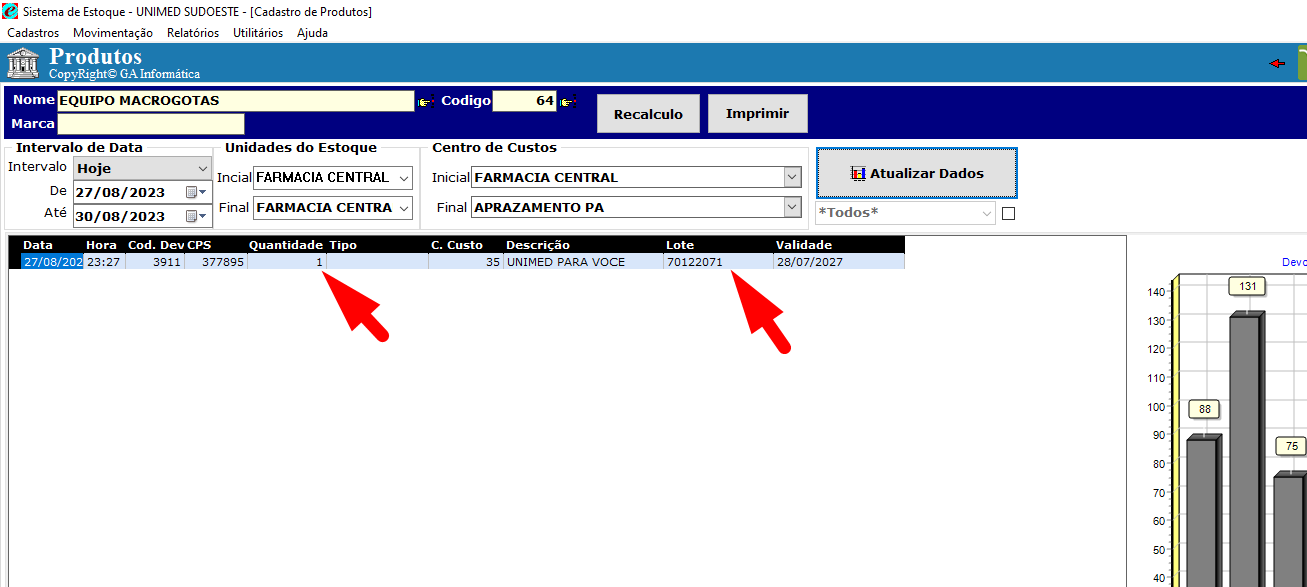 Sistema de Estoque - UNIMED SUDOESTE - [Cadastro de Produtos]
Cadastros Movimentação Relatórios Utilitários Ajuda
Produtos
CopyRight© GA Informática
Nome EQUIPO MACROGOTAS Codigo 64
Marca
Recalculo Imprimir
Intervalo de Data Unidades do Estoque Centro de Custos
Intervalo Hoje Incial FARMACIA CENTRAL Inicial FARMACIA CENTRAL
De 27/08/2023
Até 30/08/2023 Final FARMACIA CENTRA Final APRAZAMENTO PA
Atualizar Dados
*Todos*
Data Hora Cod. Dev CPS Quantidade Tipo C. Custo Descrição Lote Validade
27/08/202 23:27 3911 377895 1 35 UNIMED PARA VOCE 70122071 28/07/2027
Devo
140
130
120
110
100
90
80
70
60
50
40
88
131
75